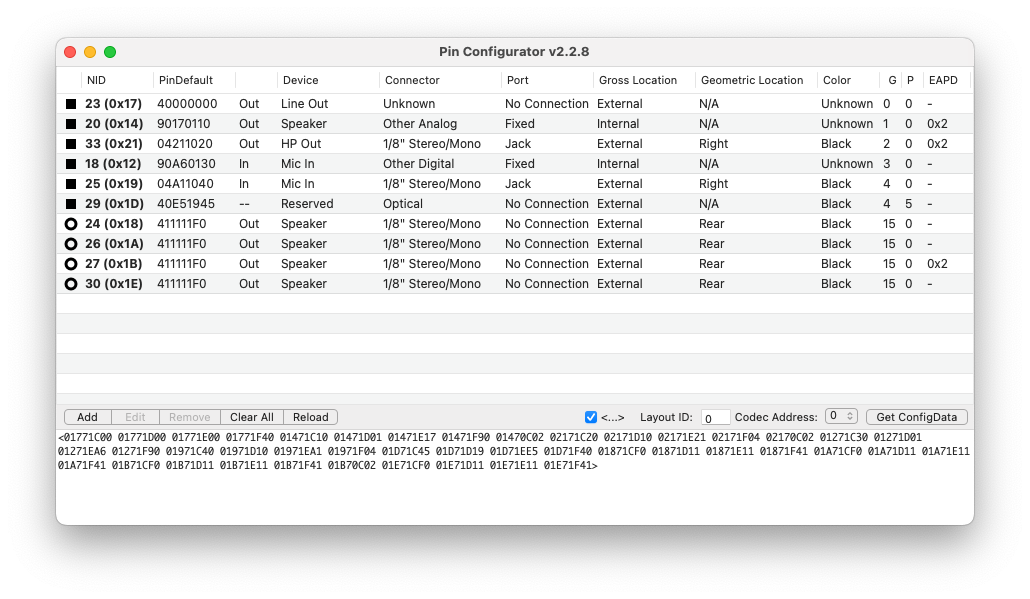 Pin Configurator v2.2.8
NID PinDefault Device Connector Port Gross Location Geometric Location Color G P EAPD
23 (0x17) 40000000 Out Line Out Unknown No Connection External N/A Unknown 0 0 -
20 (0x14) 90170110 Out Speaker Other Analog Fixed Internal N/A Unknown 1 0 0x2
33 (0x21) 04211020 Out HP Out 1/8" Stereo/Mono Jack External Right Black 2 0 0x2
18 (0x12) 90A60130 In Mic In Other Digital Fixed Internal N/A Unknown 3 0 -
25 (0x19) 04A11040 In Mic In 1/8" Stereo/Mono Jack External Right Black 4 0 -
29 (0x1D) 40E51945 -- Reserved Optical No Connection External N/A Black 4 5 -
24 (0x18) 411111F0 Out Speaker 1/8" Stereo/Mono No Connection External Rear Black 15 0 -
26 (0x1A) 411111F0 Out Speaker 1/8" Stereo/Mono No Connection External Rear Black 15 0 -
27 (0x1B) 411111F0 Out Speaker 1/8" Stereo/Mono No Connection External Rear Black 15 0 0x2
30 (0x1E) 411111F0 Out Speaker 1/8" Stereo/Mono No Connection External Rear Black 15 0 -
Add Edit Remove Clear All Reload <...> Layout ID: 0 Codec Address: 0 Get ConfigData
<01771C00 01771D00 01771E00 01771F40 01471C10 01471D01 01471E17 01471F90 01470C02 02171C20 02171D10 02171E21 02171F04 02170C02 01271C30 01271D01
01271EA6 01271F90 01971C40 01971D10 01971EA1 01971F04 01D71C45 01D71D19 01D71EE5 01D71F40 01871CF0 01871D11 01871E11 01871F41 01A71CF0 01A71D11 01A71E11
01A71F41 01B71CF0 01B71D11 01B71E11 01B71F41 01B70C02 01E71CF0 01E71D11 01E71E11 01E71F41>